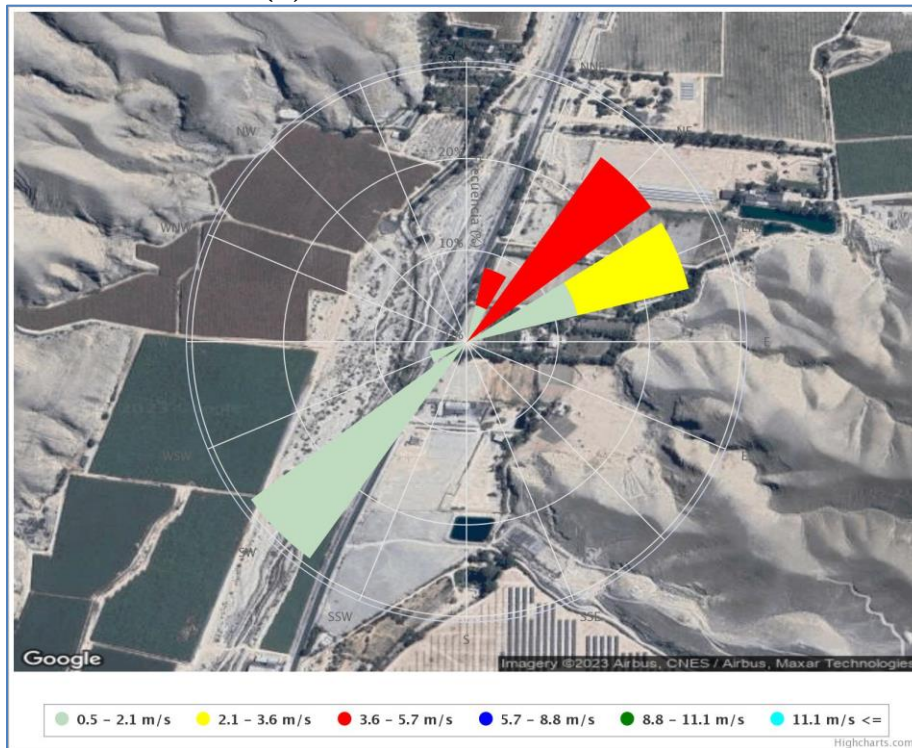 NNE
NW
NE
20%
Frecuencia (%)
WNW
ENE
10%
E
WSW
SW
SSW
SSE
S
Google
Imagery ©2023 Airbus, CNES / Airbus, Maxar Technologies
0.5 – 2.1 m/s
2.1 – 3.6 m/s
3.6 – 5.7 m/s
5.7 – 8.8 m/s
8.8 – 11.1 m/s
11.1 m/s <=
Highcharts.com